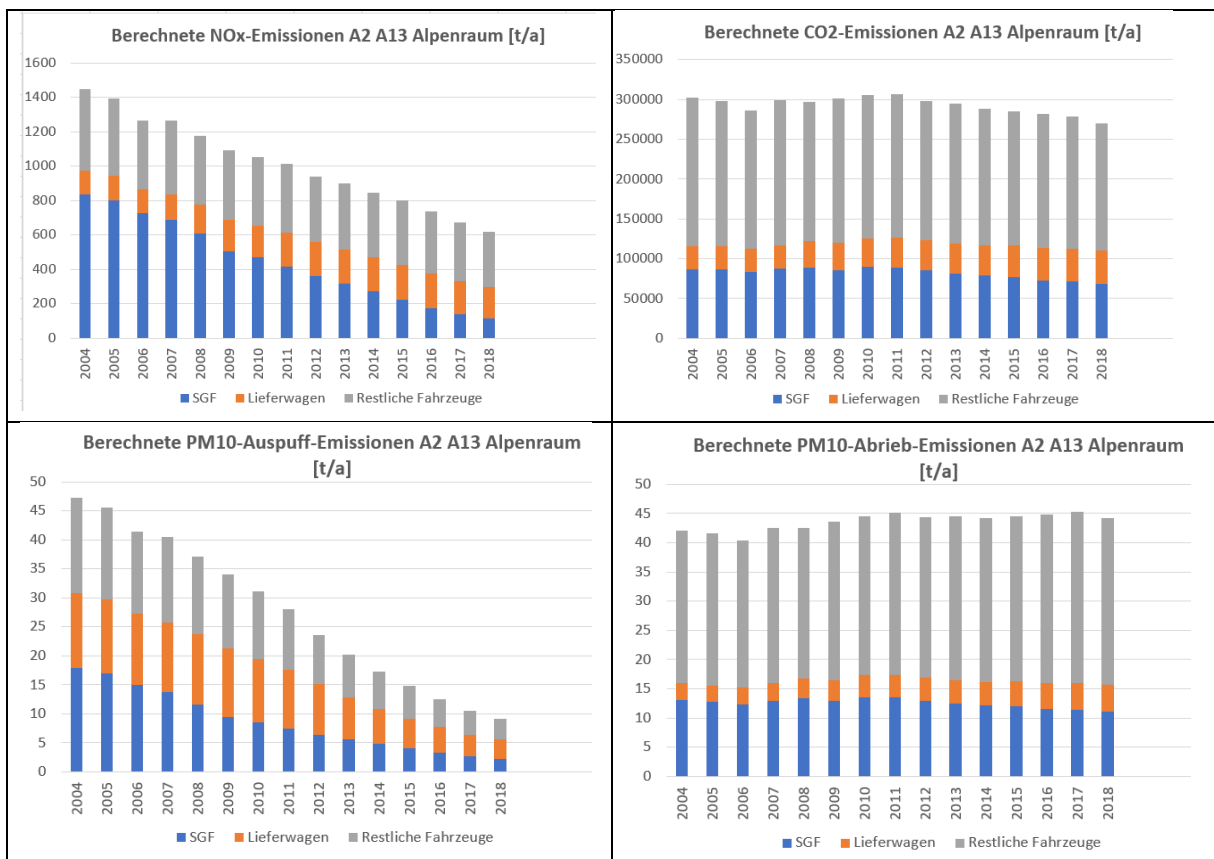 Berechnete NOx-Emissionen A2 A13 Alpenraum [t/a]
1600
1400
1200
1000
800
600
400
200
0
2004 2005 2006 2007 2008 2009 2010 2011 2012 2013 2014 2015 2016 2017 2018
SGF Lieferwagen Restliche Fahrzeuge
Berechnete CO2-Emissionen A2 A13 Alpenraum [t/a]
350000
300000
250000
200000
150000
100000
50000
0
2004 2005 2006 2007 2008 2009 2010 2011 2012 2013 2014 2015 2016 2017 2018
SGF Lieferwagen Restliche Fahrzeuge
Berechnete PM10-Auspuff-Emissionen A2 A13 Alpenraum
[t/a]
50
45
40
35
30
25
20
15
10
5
0
2004 2005 2006 2007 2008 2009 2010 2011 2012 2013 2014 2015 2016 2017 2018
SGF Lieferwagen Restliche Fahrzeuge
Berechnete PM10-Abrieb-Emissionen A2 A13 Alpenraum
[t/a]
50
45
40
35
30
25
20
15
10
5
0
2004 2005 2006 2007 2008 2009 2010 2011 2012 2013 2014 2015 2016 2017 2018
SGF Lieferwagen Restliche Fahrzeuge